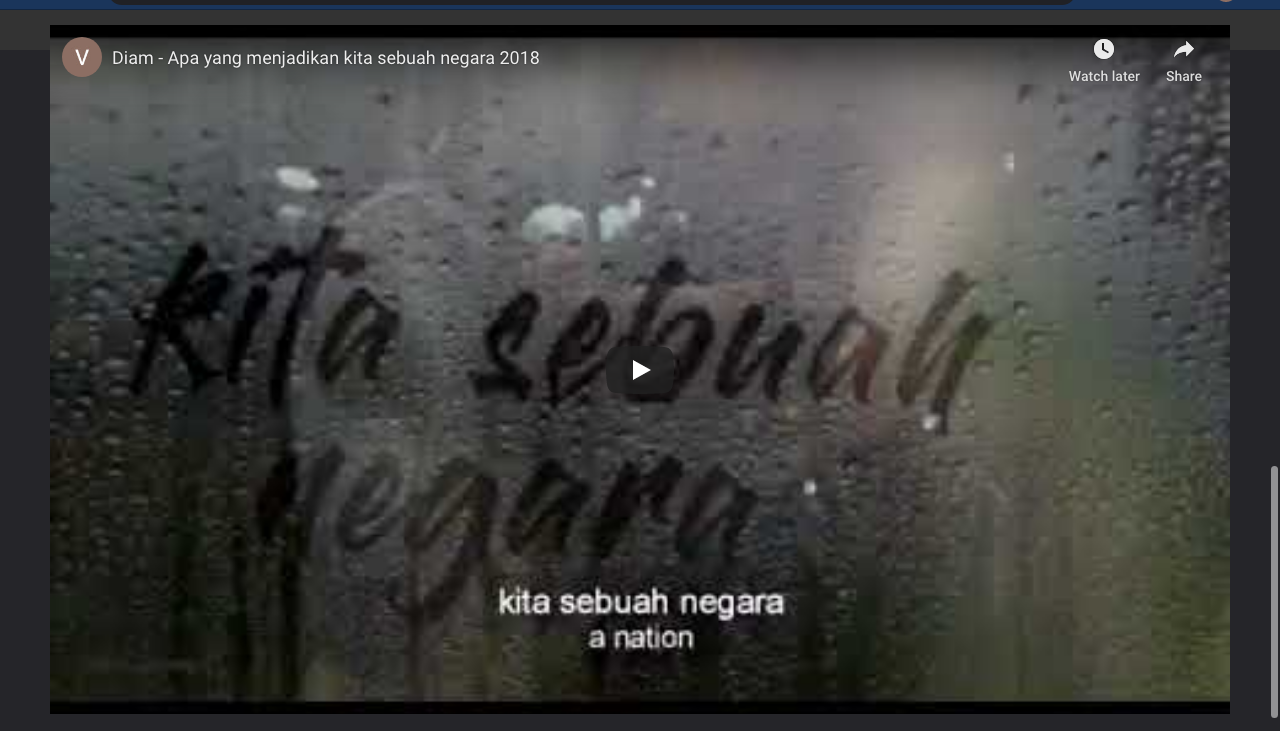 V
Diam - Apa yang menjadikan kita sebuah negara 2018
Watch later
Share
kita sebuah
negara
kita sebuah negara
a nation